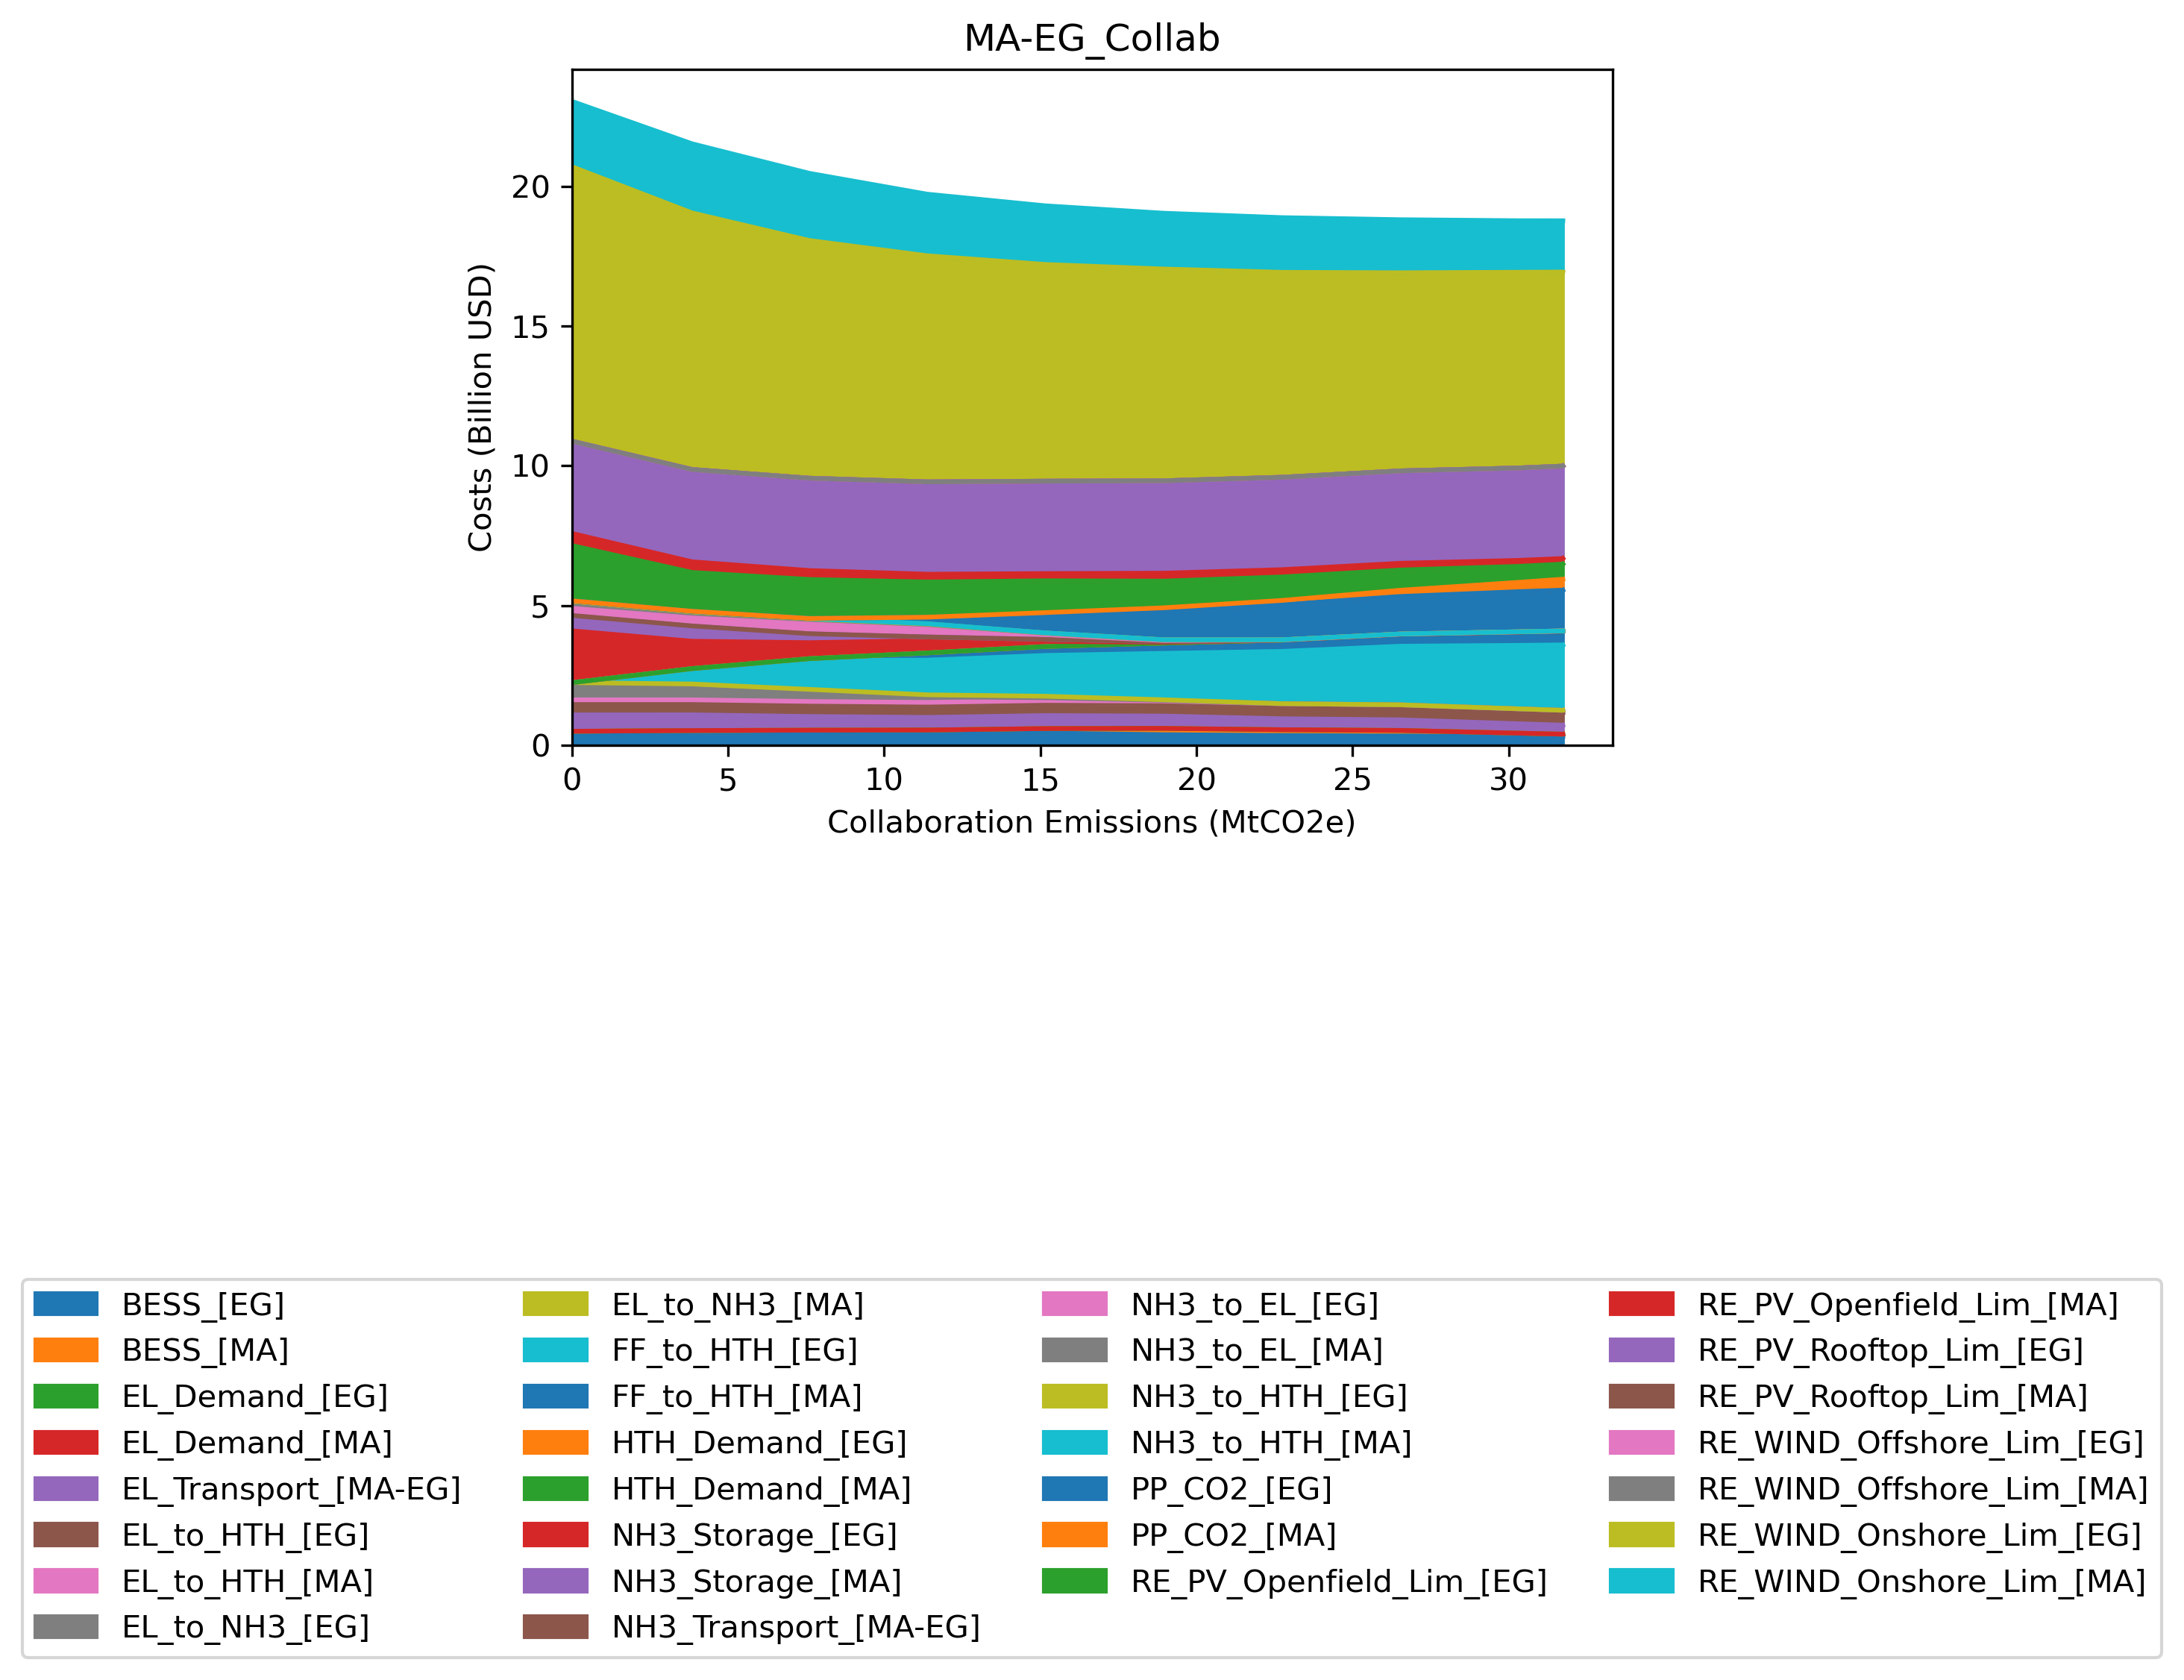 MA-EG_Collab
Costs (Billion USD)
20
15
10
5
0
0 5 10 15 20 25 30
Collaboration Emissions (MtCO2e)
BESS_[EG]
BESS_[MA]
EL_Demand_[EG]
EL_Demand_[MA]
EL_Transport_[MA-EG]
EL_to_HTH_[EG]
EL_to_HTH_[MA]
EL_to_NH3_[EG]
EL_to_NH3_[MA]
FF_to_HTH_[EG]
FF_to_HTH_[MA]
HTH_Demand_[EG]
HTH_Demand_[MA]
NH3_Storage_[EG]
NH3_Storage_[MA]
NH3_Transport_[MA-EG]
NH3_to_EL_[EG]
NH3_to_EL_[MA]
NH3_to_HTH_[EG]
NH3_to_HTH_[MA]
PP_CO2_[EG]
PP_CO2_[MA]
RE_PV_Openfield_Lim_[EG]
RE_PV_Openfield_Lim_[MA]
RE_PV_Rooftop_Lim_[EG]
RE_PV_Rooftop_Lim_[MA]
RE_WIND_Offshore_Lim_[EG]
RE_WIND_Offshore_Lim_[MA]
RE_WIND_Onshore_Lim_[EG]
RE_WIND_Onshore_Lim_[MA]